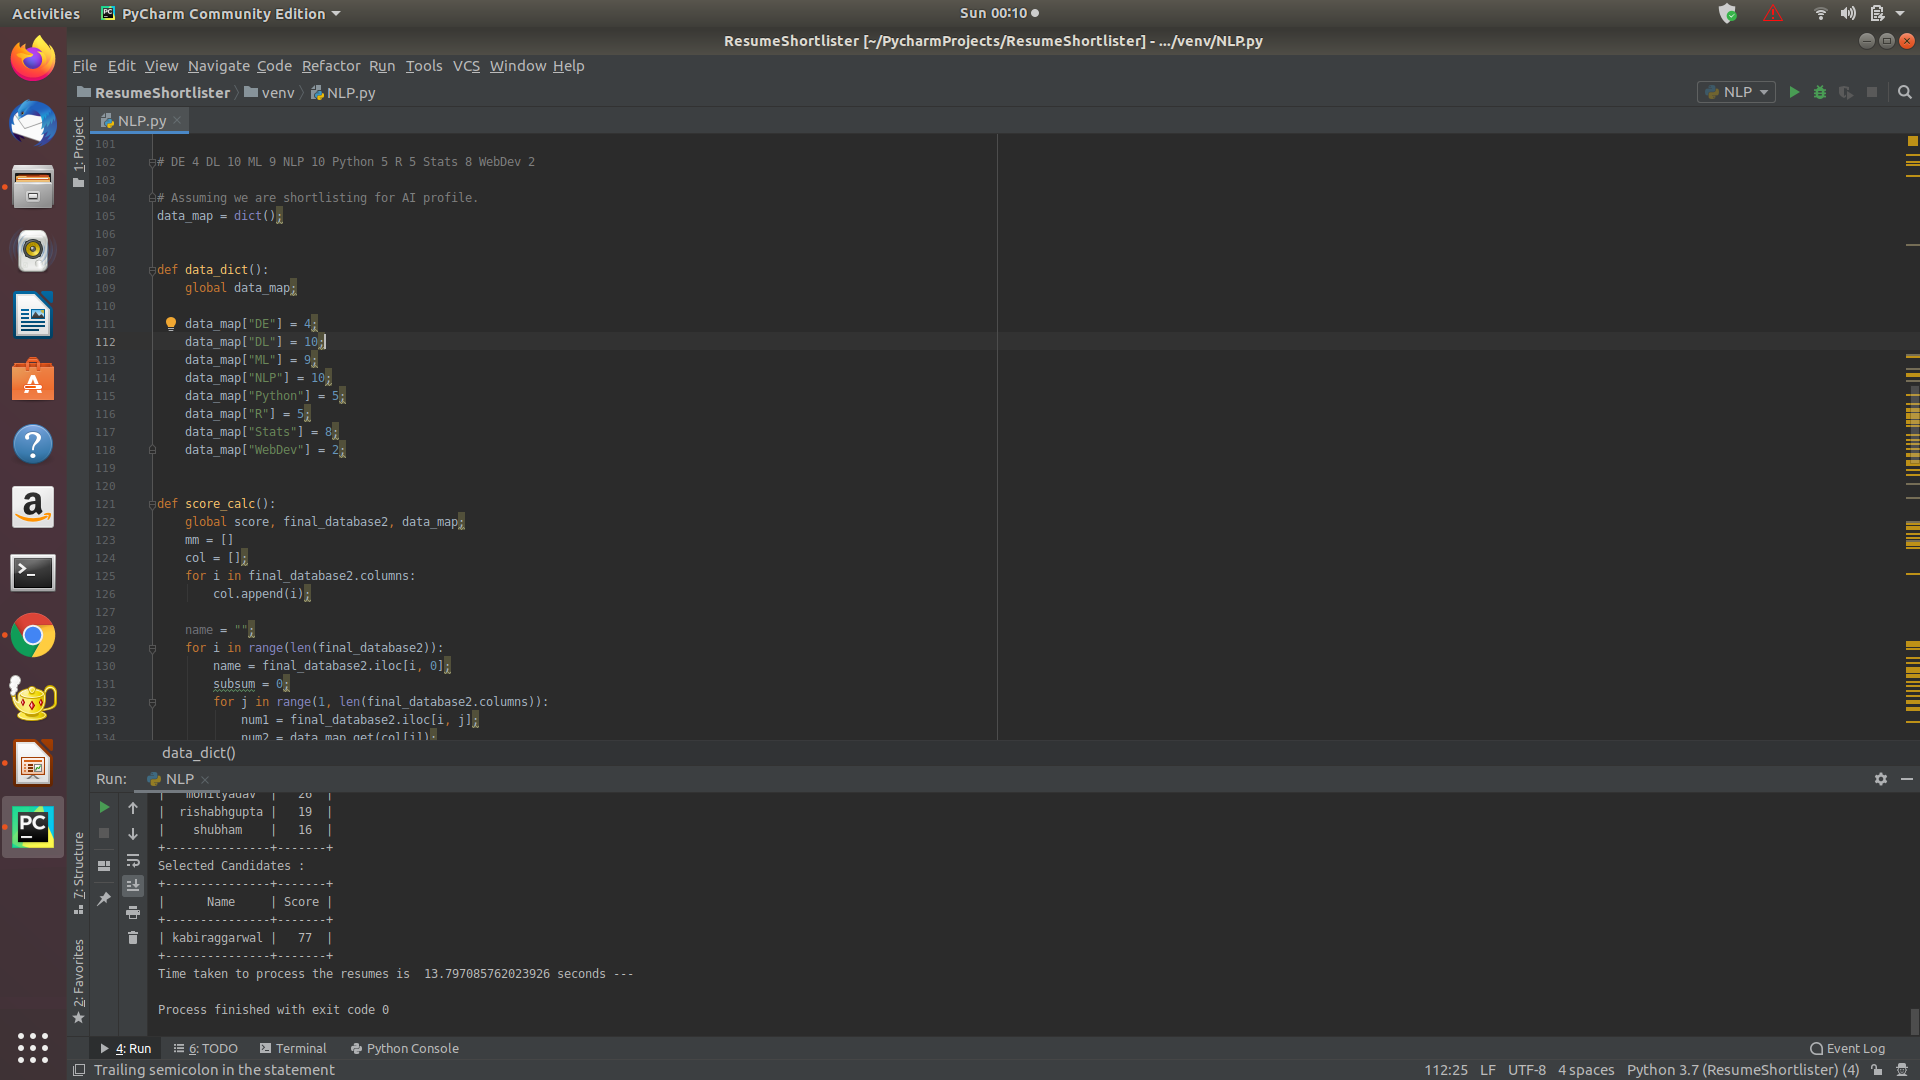 Activities PyCharm Community Edition Sun 00:10
ResumeShortlister [~/PycharmProjects/ResumeShortlister] - .../venv/NLP.py
File Edit View Navigate Code Refactor Run Tools VCS Window Help
ResumeShortlister venv NLP.py NLP
1: Project NLP.py
101
102 # DE 4 DL 10 ML 9 NLP 10 Python 5 R 5 Stats 8 WebDev 2
103
104 # Assuming we are shortlisting for AI profile.
105 data_map = dict();
106
107
108 def data_dict():
109 global data_map;
110
111 data_map["DE"] = 4;
112 data_map["DL"] = 10;
113 data_map["ML"] = 9;
114 data_map["NLP"] = 10;
115 data_map["Python"] = 5;
116 data_map["R"] = 5;
117 data_map["Stats"] = 8;
118 data_map["WebDev"] = 2;
119
120
121 def score_calc():
122 global score, final_database2, data_map;
123 mm = []
124 col = [];
125 for i in final_database2.columns:
126 col.append(i);
127
128 name = "";
129 for i in range(len(final_database2)):
130 name = final_database2.iloc[i, 0];
131 subsum = 0;
132 for j in range(1, len(final_database2.columns)):
133 num1 = final_database2.iloc[i, j];
134 num2 = data_map.get(col[j]);
data_dict()
Run: NLP
| mohityadav | 26 |
| rishabhgupta | 19 |
| shubham | 16 |
+---------------+-------+
Selected Candidates :
+---------------+-------+
| Name | Score |
+---------------+-------+
| kabiraggarwal | 77 |
+---------------+-------+
Time taken to process the resumes is 13.797085762023926 seconds ---
Process finished with exit code 0
7: Structure
2: Favorites
4: Run 6: TODO Terminal Python Console Event Log
Trailing semicolon in the statement 112:25 LF UTF-8 4 spaces Python 3.7 (ResumeShortlister) (4)